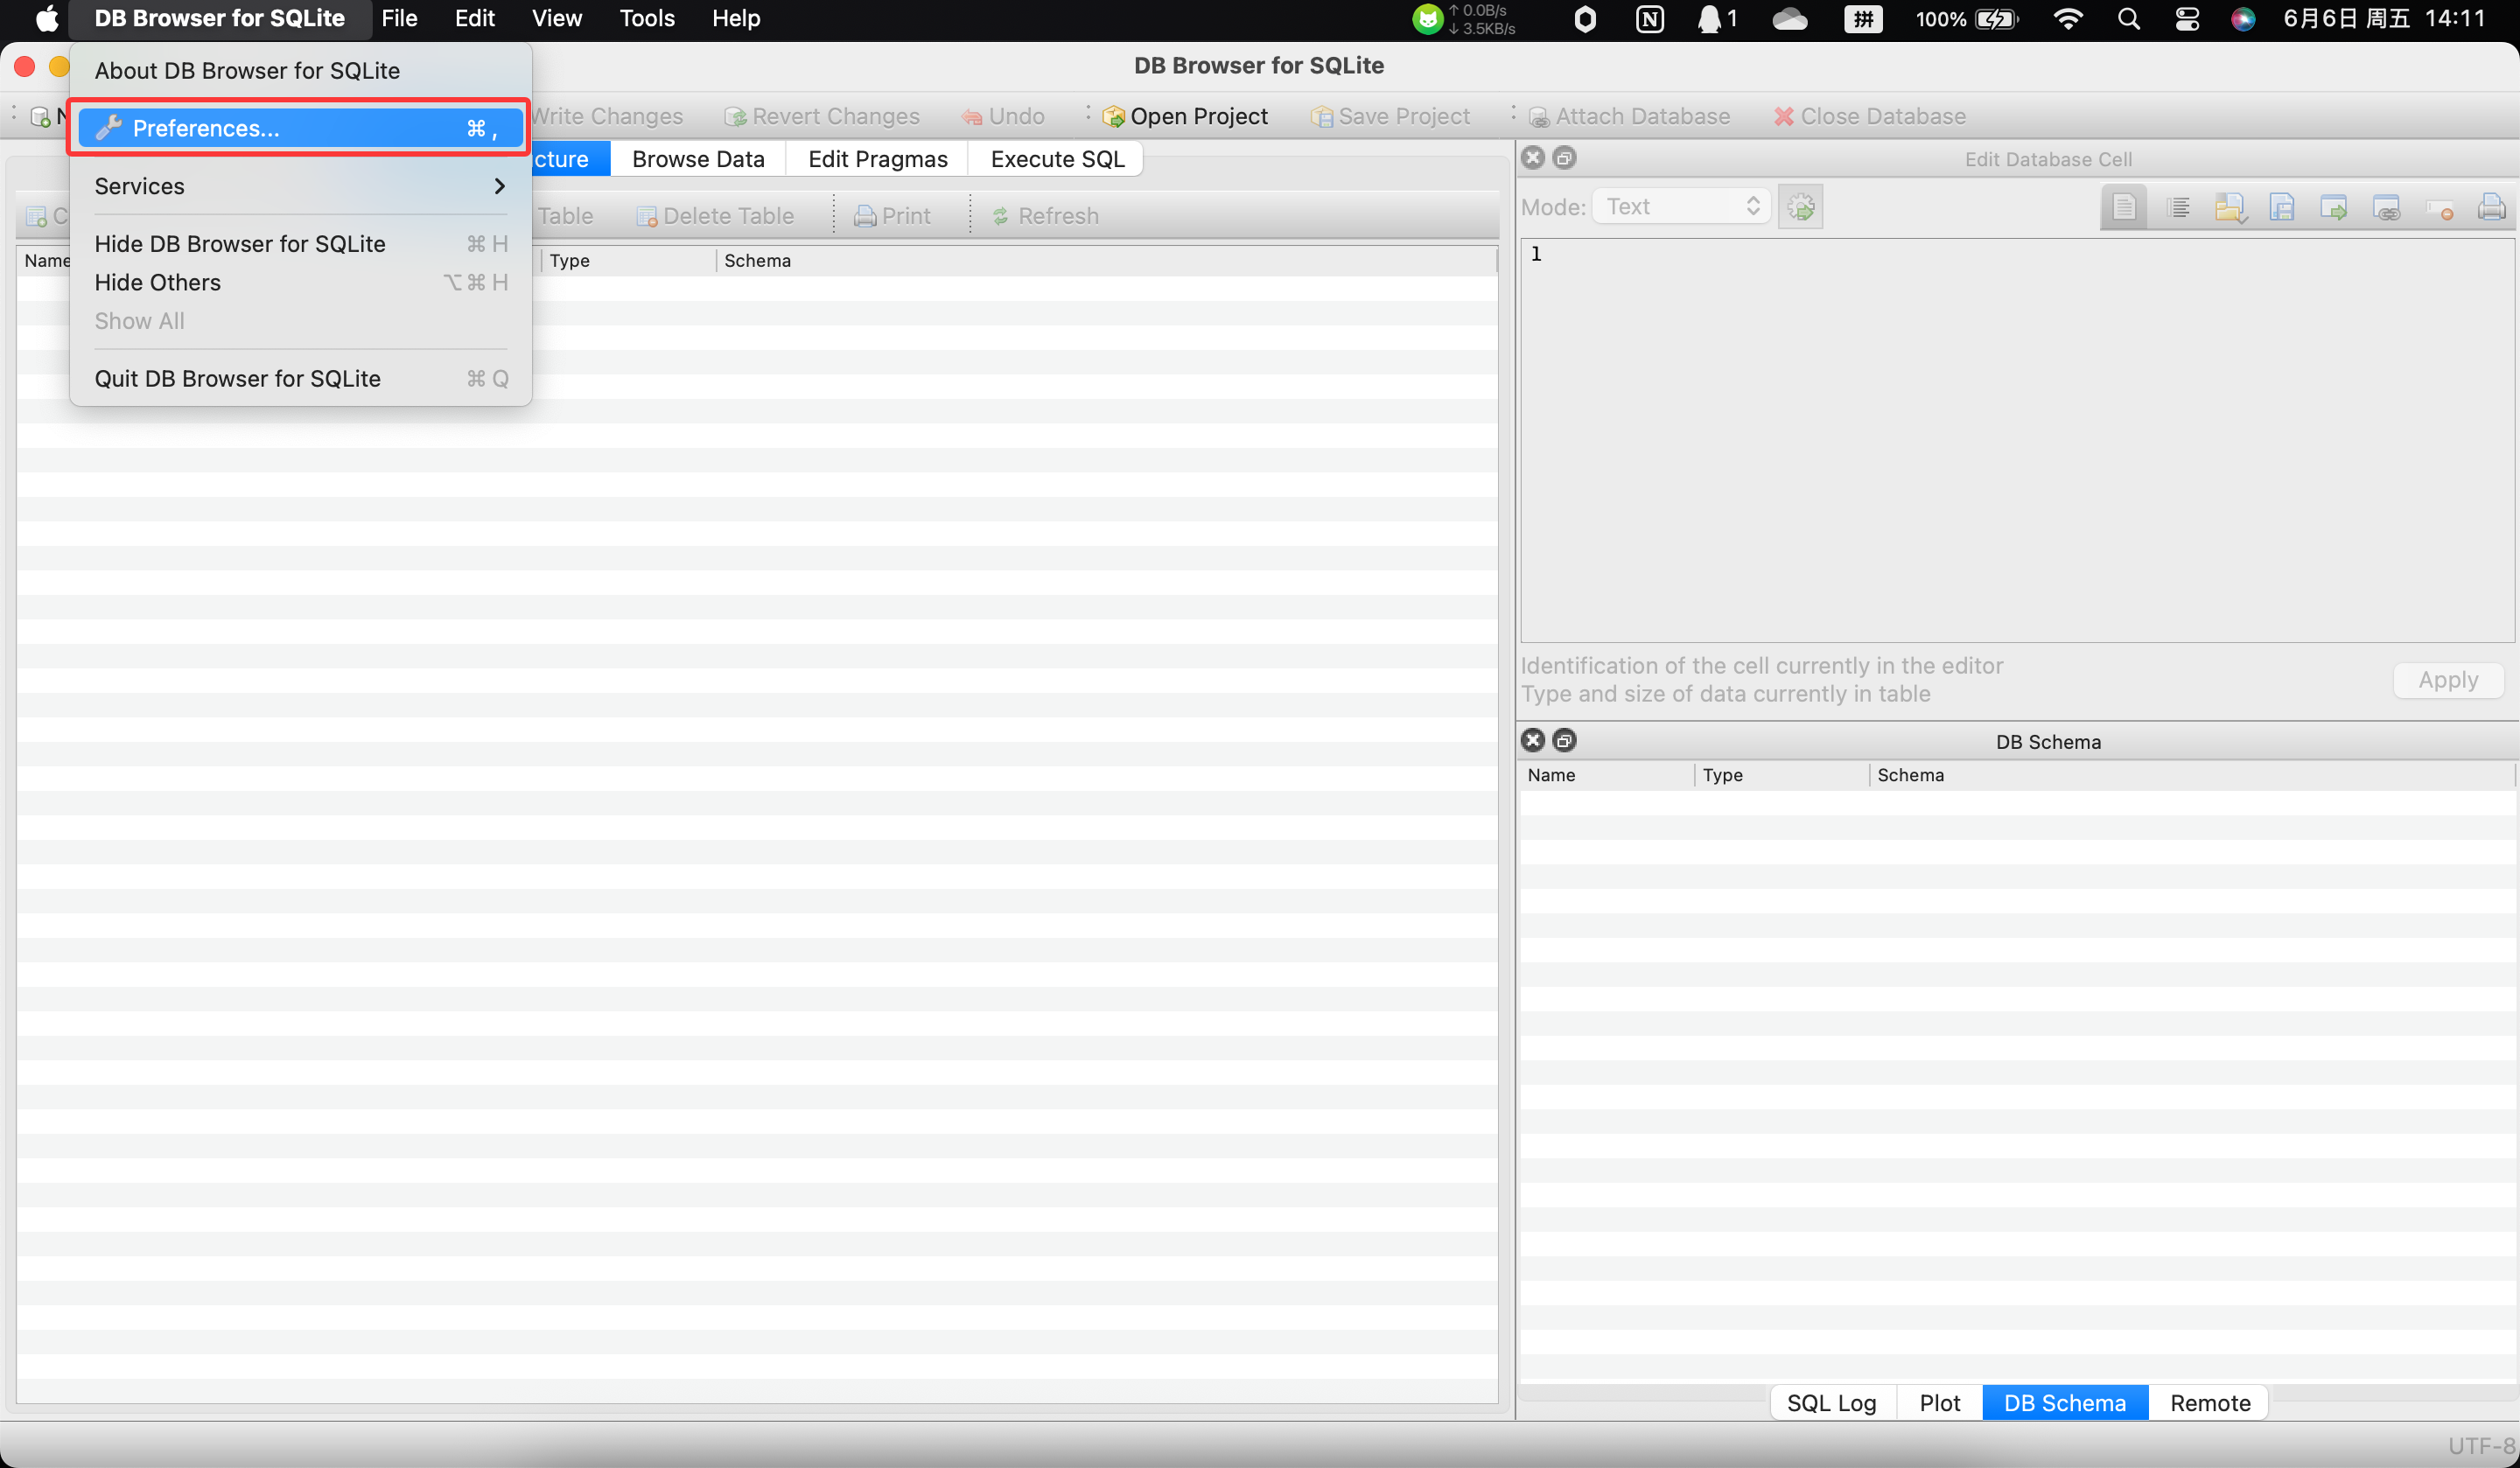 DB Browser for SQLite File Edit View Tools Help ↑ 0.0B/s ↓ 3.5KB/s 1 拼 100% 6月6日 周五 14:11
DB Browser for SQLite
About DB Browser for SQLite
Write Changes Revert Changes Undo Open Project Save Project Attach Database Close Database
Preferences... ⌘ ,
cture Browse Data Edit Pragmas Execute SQL
Edit Database Cell
Services
C Table Delete Table Print Refresh
Mode: Text
Hide DB Browser for SQLite ⌘ H
Name Type Schema
1
Hide Others ⌥ ⌘ H
Show All
Quit DB Browser for SQLite ⌘ Q
Identification of the cell currently in the editor
Type and size of data currently in table
Apply
DB Schema
Name Type Schema
SQL Log Plot DB Schema Remote
UTF-8